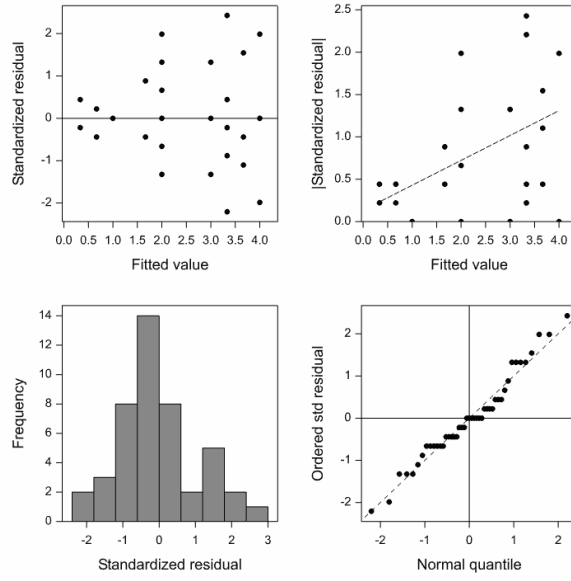 2
1
0
-1
-2
Standardized residual
0.0 0.5 1.0 1.5 2.0 2.5 3.0 3.5 4.0
Fitted value
2.5
2.0
1.5
1.0
0.5
0.0
|Standardized residual|
0.0 0.5 1.0 1.5 2.0 2.5 3.0 3.5 4.0
Fitted value
14
12
10
8
6
4
2
0
Frequency
-2 -1 0 1 2 3
Standardized residual
2
1
0
-1
-2
Ordered std residual
-2 -1 0 1 2
Normal quantile